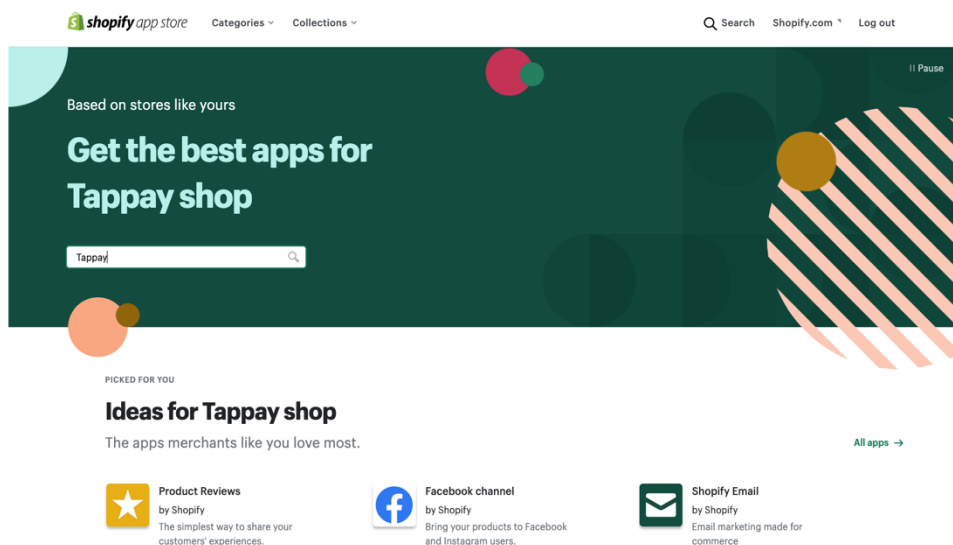 shopify app store Categories Collections Search Shopify.com Log out
Pause
Based on stores like yours
Get the best apps for
Tappay shop
Tappay
PICKED FOR YOU
Ideas for Tappay shop
The apps merchants like you love most.
All apps →
Product Reviews
by Shopify
The simplest way to share your
customers' experiences.
Facebook channel
by Shopify
Bring your products to Facebook
and Instagram users.
Shopify Email
by Shopify
Email marketing made for
commerce